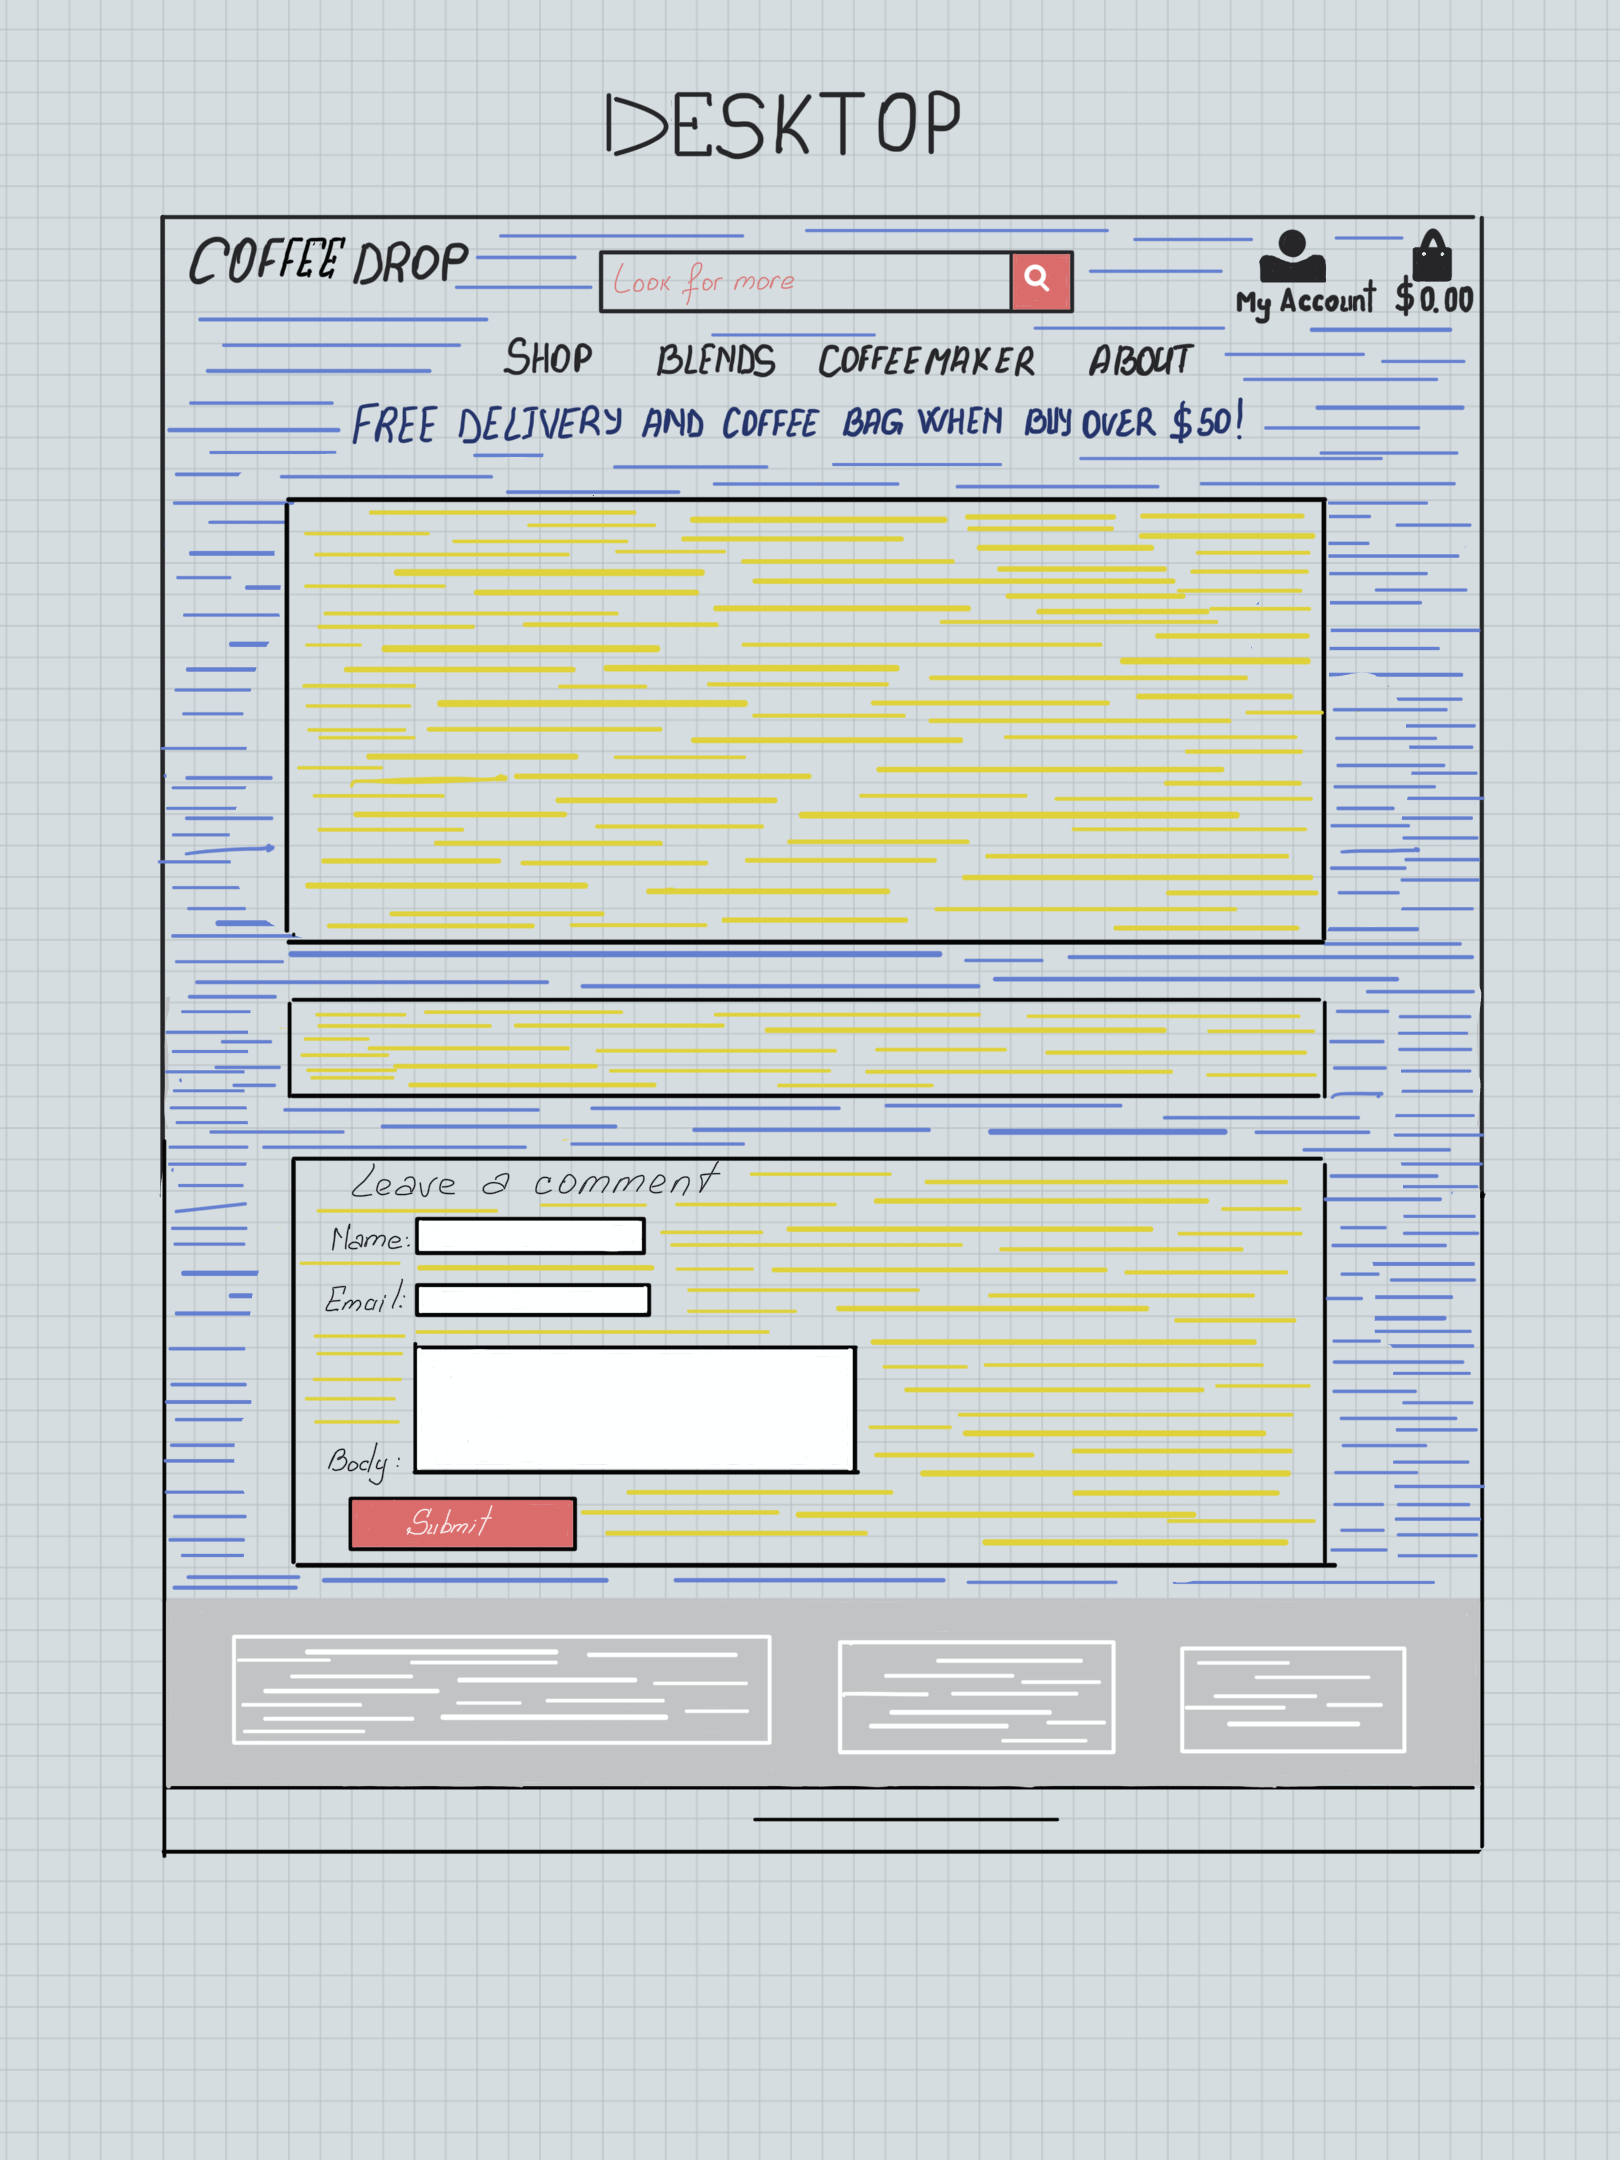 DESKTOP
COFFEE DROP
Look for more
My Account $0.00
SHOP BLENDS COFFEEMAKER ABOUT
FREE DELIVERY AND COFFEE BAG WHEN BUY OVER $50!
Leave a comment
Name:
Email:
Body:
Submit